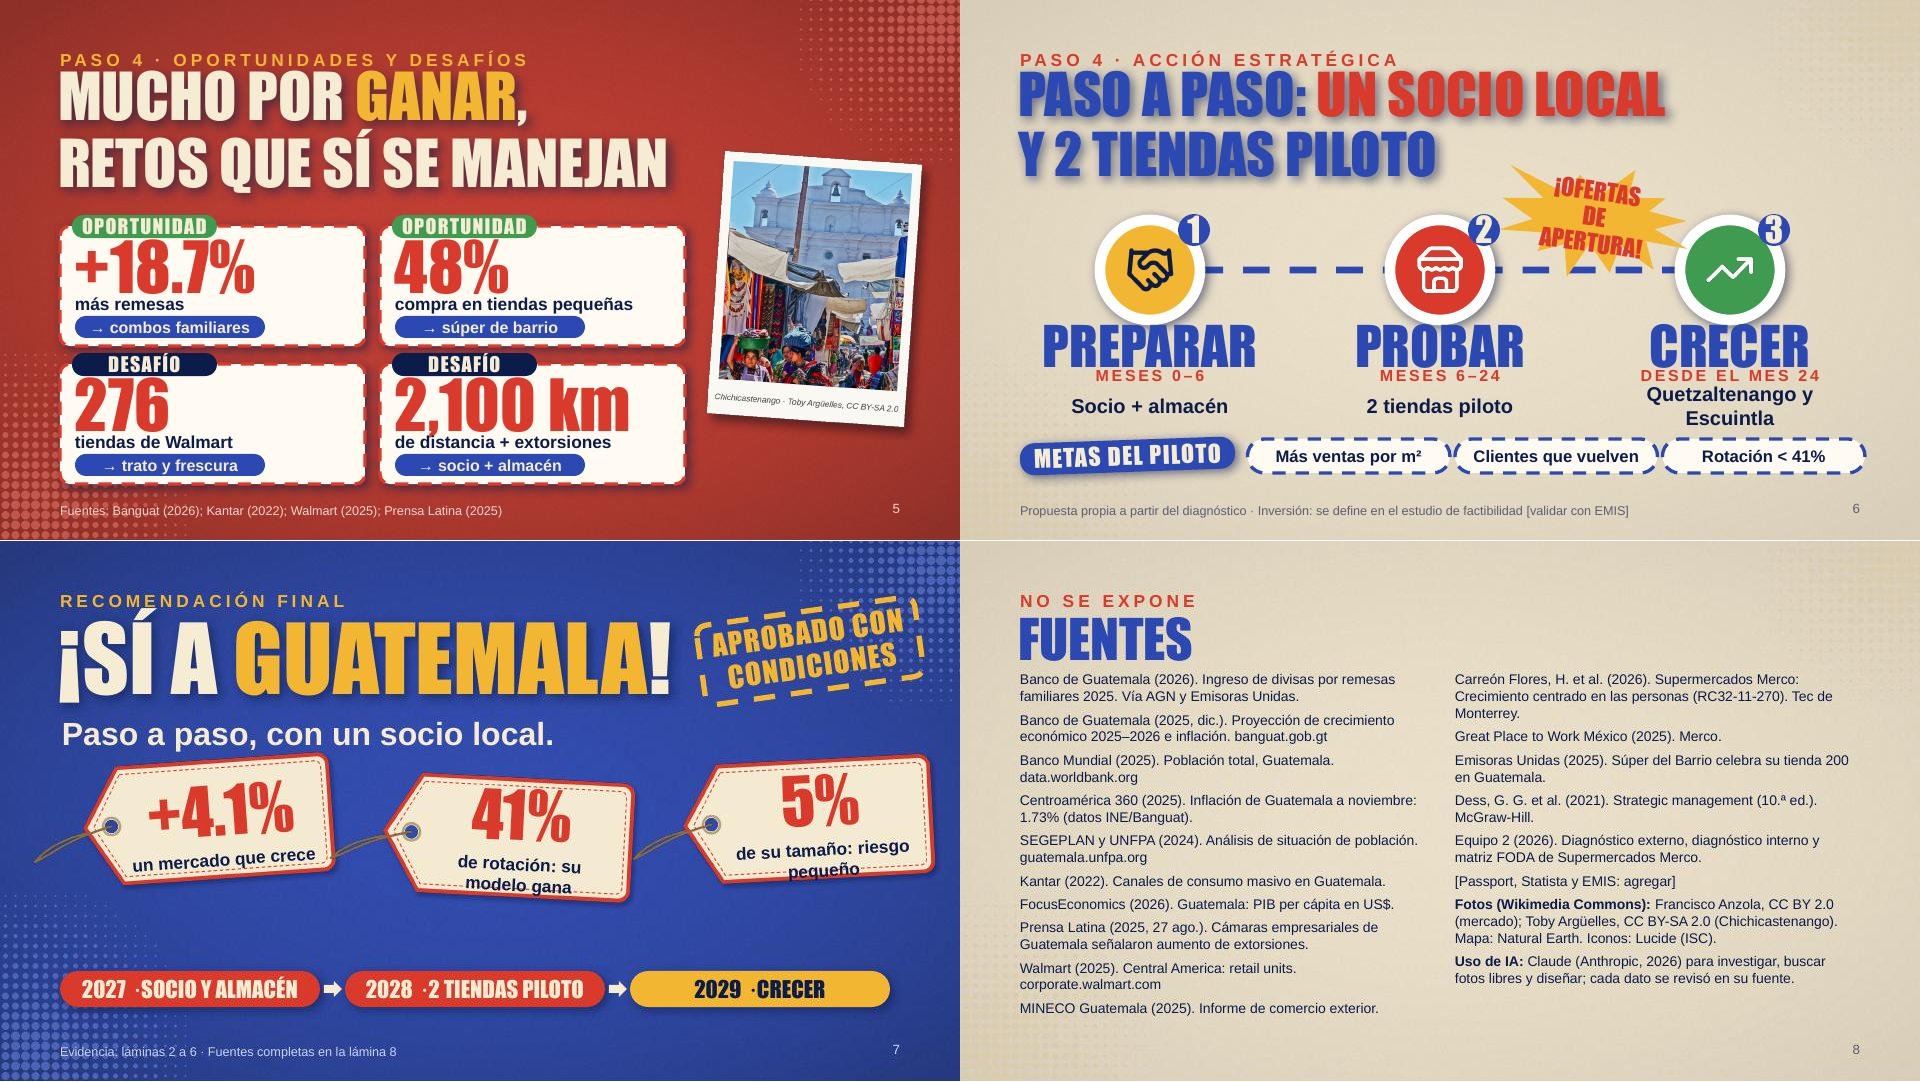 PASO 4 · OPORTUNIDADES Y DESAFÍOS
MUCHO POR GANAR,
RETOS QUE SÍ SE MANEJAN
OPORTUNIDAD
+18.7%
más remesas
→ combos familiares
OPORTUNIDAD
48%
compra en tiendas pequeñas
→ súper de barrio
DESAFÍO
276
tiendas de Walmart
→ trato y frescura
DESAFÍO
2,100 km
de distancia + extorsiones
→ socio + almacén
Chichicastenango · Toby Argüelles, CC BY-SA 2.0
Fuentes: Banguat (2026); Kantar (2022); Walmart (2025); Prensa Latina (2025)
5
PASO 4 · ACCIÓN ESTRATÉGICA
PASO A PASO: UN SOCIO LOCAL
Y 2 TIENDAS PILOTO
¡OFERTAS
DE
APERTURA!
1
2
3
PREPARAR
MESES 0–6
Socio + almacén
PROBAR
MESES 6–24
2 tiendas piloto
CRECER
DESDE EL MES 24
Quetzaltenango y
Escuintla
METAS DEL PILOTO
Más ventas por m²
Clientes que vuelven
Rotación < 41%
Propuesta propia a partir del diagnóstico · Inversión: se define en el estudio de factibilidad [validar con EMIS]
6
RECOMENDACIÓN FINAL
¡SÍ A GUATEMALA!
APROBADO CON
CONDICIONES
Paso a paso, con un socio local.
+4.1%
un mercado que crece
41%
de rotación: su
modelo gana
5%
de su tamaño: riesgo
pequeño
2027 ·SOCIO Y ALMACÉN
2028 ·2 TIENDAS PILOTO
2029 ·CRECER
Evidencia: láminas 2 a 6 · Fuentes completas en la lámina 8
7
NO SE EXPONE
FUENTES
Banco de Guatemala (2026). Ingreso de divisas por remesas
familiares 2025. Vía AGN y Emisoras Unidas.
Banco de Guatemala (2025, dic.). Proyección de crecimiento
económico 2025–2026 e inflación. banguat.gob.gt
Banco Mundial (2025). Población total, Guatemala.
data.worldbank.org
Centroamérica 360 (2025). Inflación de Guatemala a noviembre:
1.73% (datos INE/Banguat).
SEGEPLAN y UNFPA (2024). Análisis de situación de población.
guatemala.unfpa.org
Kantar (2022). Canales de consumo masivo en Guatemala.
FocusEconomics (2026). Guatemala: PIB per cápita en US$.
Prensa Latina (2025, 27 ago.). Cámaras empresariales de
Guatemala señalaron aumento de extorsiones.
Walmart (2025). Central America: retail units.
corporate.walmart.com
MINECO Guatemala (2025). Informe de comercio exterior.
Carreón Flores, H. et al. (2026). Supermercados Merco:
Crecimiento centrado en las personas (RC32-11-270). Tec de
Monterrey.
Great Place to Work México (2025). Merco.
Emisoras Unidas (2025). Súper del Barrio celebra su tienda 200
en Guatemala.
Dess, G. G. et al. (2021). Strategic management (10.ª ed.).
McGraw-Hill.
Equipo 2 (2026). Diagnóstico externo, diagnóstico interno y
matriz FODA de Supermercados Merco.
[Passport, Statista y EMIS: agregar]
Fotos (Wikimedia Commons): Francisco Anzola, CC BY 2.0
(mercado); Toby Argüelles, CC BY-SA 2.0 (Chichicastenango).
Mapa: Natural Earth. Iconos: Lucide (ISC).
Uso de IA: Claude (Anthropic, 2026) para investigar, buscar
fotos libres y diseñar; cada dato se revisó en su fuente.
8